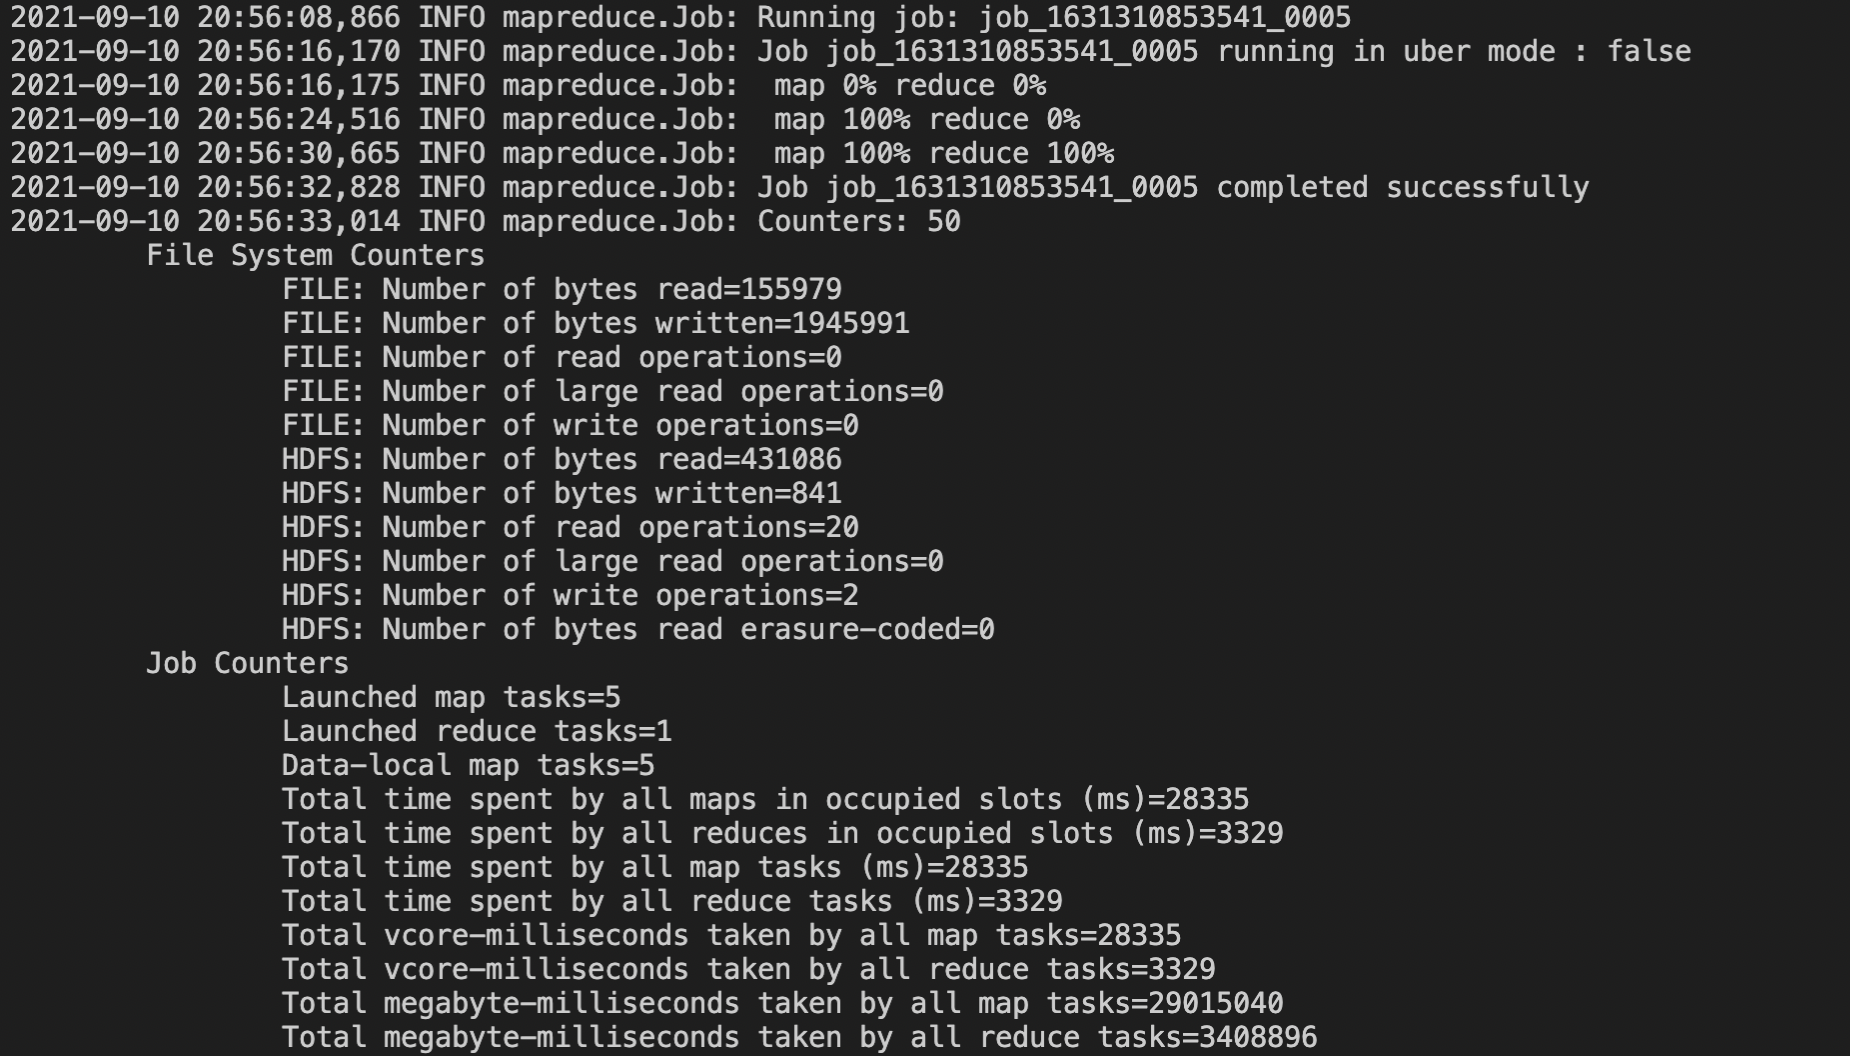 2021-09-10 20:56:08,866 INFO mapreduce.Job: Running job: job_1631310853541_0005
2021-09-10 20:56:16,170 INFO mapreduce.Job: Job job_1631310853541_0005 running in uber mode : false
2021-09-10 20:56:16,175 INFO mapreduce.Job:  map 0% reduce 0%
2021-09-10 20:56:24,516 INFO mapreduce.Job:  map 100% reduce 0%
2021-09-10 20:56:30,665 INFO mapreduce.Job:  map 100% reduce 100%
2021-09-10 20:56:32,828 INFO mapreduce.Job: Job job_1631310853541_0005 completed successfully
2021-09-10 20:56:33,014 INFO mapreduce.Job: Counters: 50
        File System Counters
                FILE: Number of bytes read=155979
                FILE: Number of bytes written=1945991
                FILE: Number of read operations=0
                FILE: Number of large read operations=0
                FILE: Number of write operations=0
                HDFS: Number of bytes read=431086
                HDFS: Number of bytes written=841
                HDFS: Number of read operations=20
                HDFS: Number of large read operations=0
                HDFS: Number of write operations=2
                HDFS: Number of bytes read erasure-coded=0
        Job Counters
                Launched map tasks=5
                Launched reduce tasks=1
                Data-local map tasks=5
                Total time spent by all maps in occupied slots (ms)=28335
                Total time spent by all reduces in occupied slots (ms)=3329
                Total time spent by all map tasks (ms)=28335
                Total time spent by all reduce tasks (ms)=3329
                Total vcore-milliseconds taken by all map tasks=28335
                Total vcore-milliseconds taken by all reduce tasks=3329
                Total megabyte-milliseconds taken by all map tasks=29015040
                Total megabyte-milliseconds taken by all reduce tasks=3408896